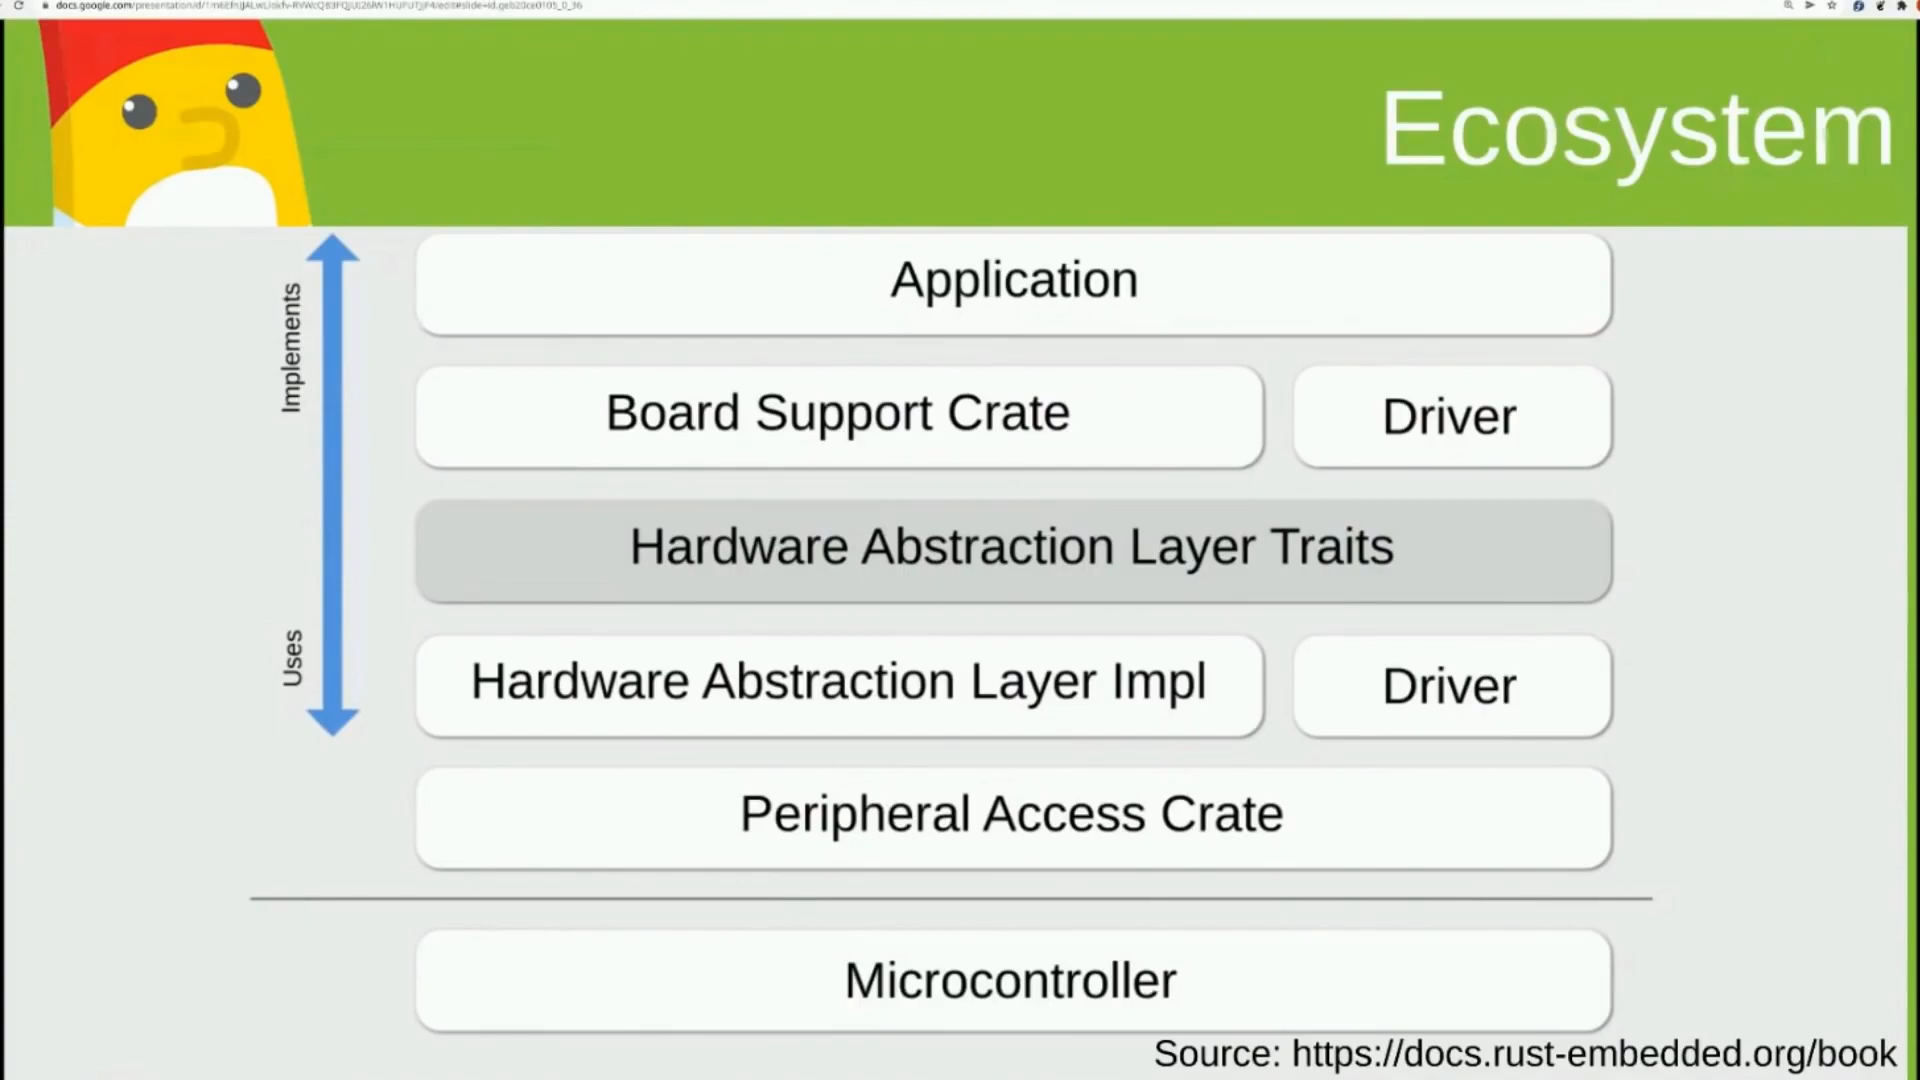 Ecosystem
Implements
Uses
Application
Board Support Crate
Driver
Hardware Abstraction Layer Traits
Hardware Abstraction Layer Impl
Driver
Peripheral Access Crate
Microcontroller
Source: https://docs.rust-embedded.org/book